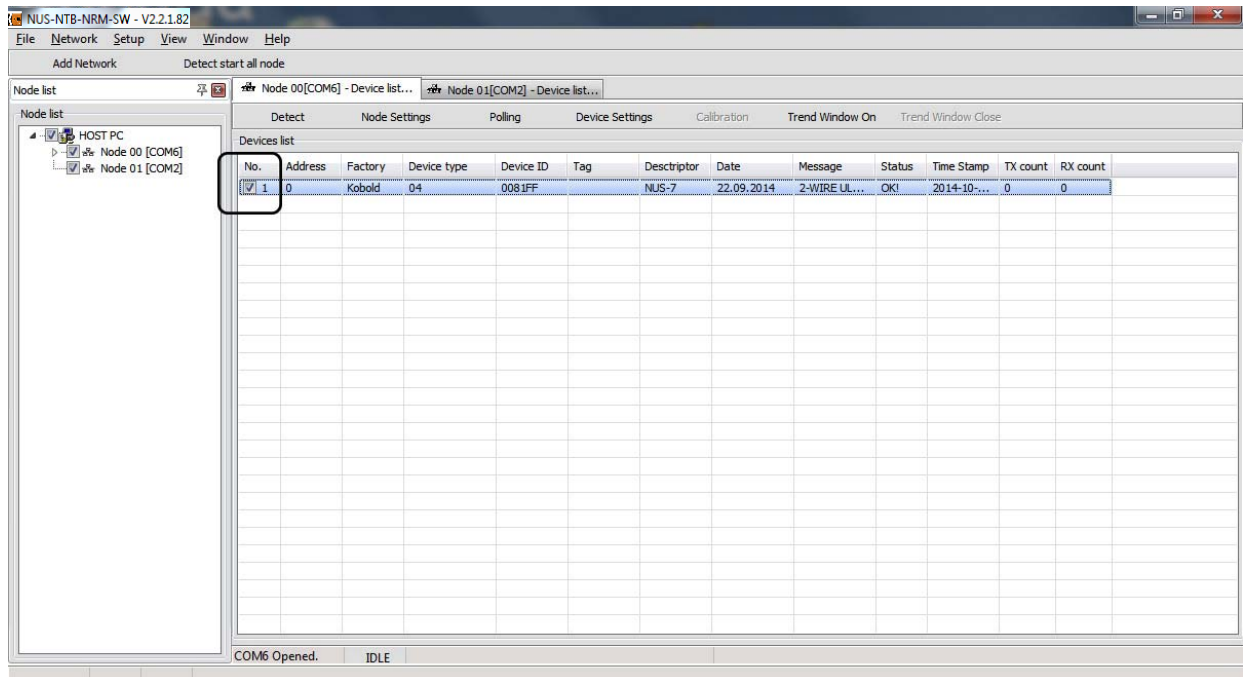 NUS-NTB-NRM-SW - V2.2.1.82
File Network Setup View Window Help
Add Network Detect start all node
Node list
Node 00[COM6] - Device list... Node 01[COM2] - Device list...
Node list
HOST PC
Node 00 [COM6]
Node 01 [COM2]
Detect Node Settings Polling Device Settings Calibration Trend Window On Trend Window Close
Devices list
No. Address Factory Device type Device ID Tag Desctriptor Date Message Status Time Stamp TX count RX count
1 0 Kobold 04 0081FF NUS-7 22.09.2014 2-WIRE UL... OK! 2014-10-... 0 0
COM6 Opened. IDLE